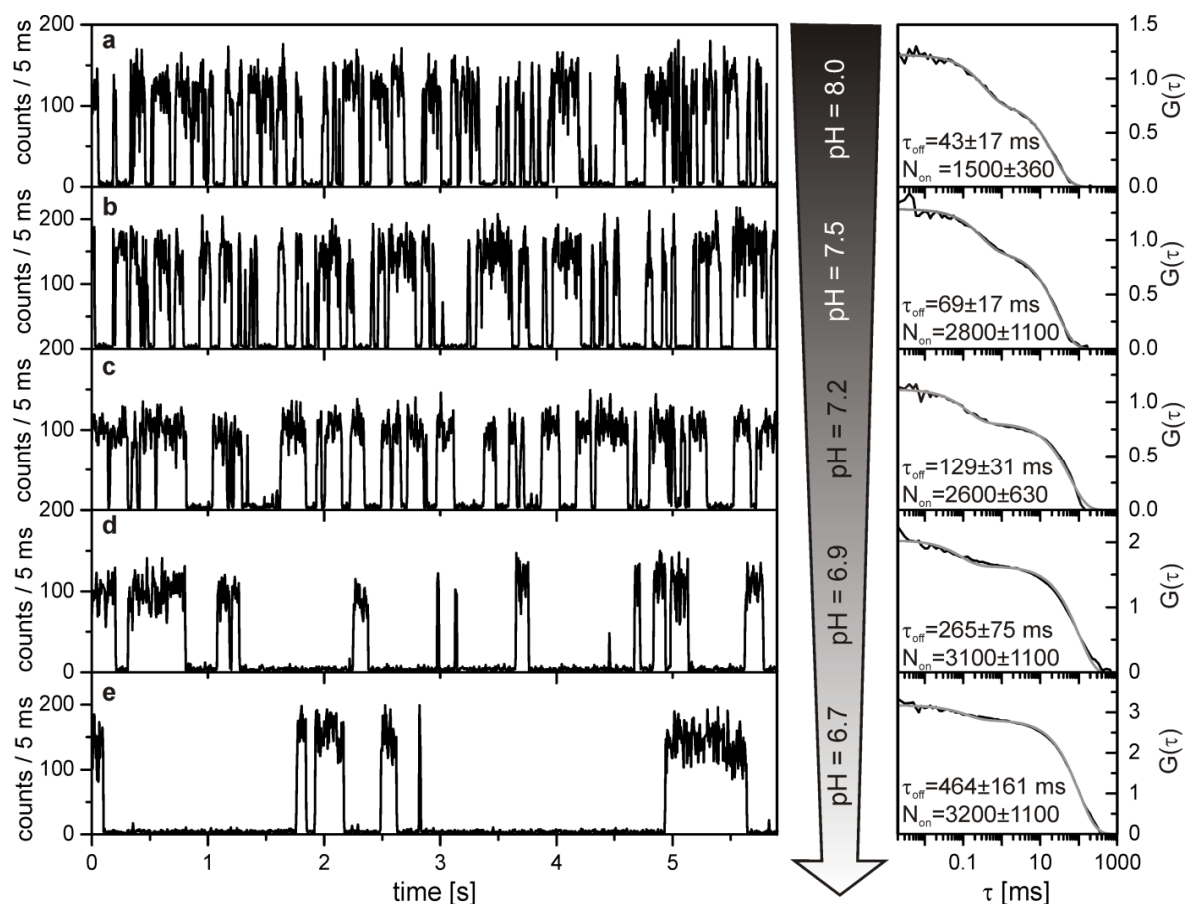 200
a
100
0
counts / 5 ms
pH = 8.0
1.5
1.0
0.5
0.0
G(τ)
τoff=43±17 ms
Non =1500±360
200
b
100
200
counts / 5 ms
pH = 7.5
1.0
0.5
0.0
G(τ)
τoff=69±17 ms
Non=2800±1100
c
100
200
counts / 5 ms
pH = 7.2
1.0
0.5
0.0
G(τ)
τoff=129±31 ms
Non=2600±630
d
100
0
counts / 5 ms
pH = 6.9
2
1
0
G(τ)
τoff=265±75 ms
Non=3100±1100
e
200
100
0
counts / 5 ms
pH = 6.7
3
2
1
0
G(τ)
τoff=464±161 ms
Non=3200±1100
0 1 2 3 4 5
time [s]
0.1 10 1000
τ [ms]